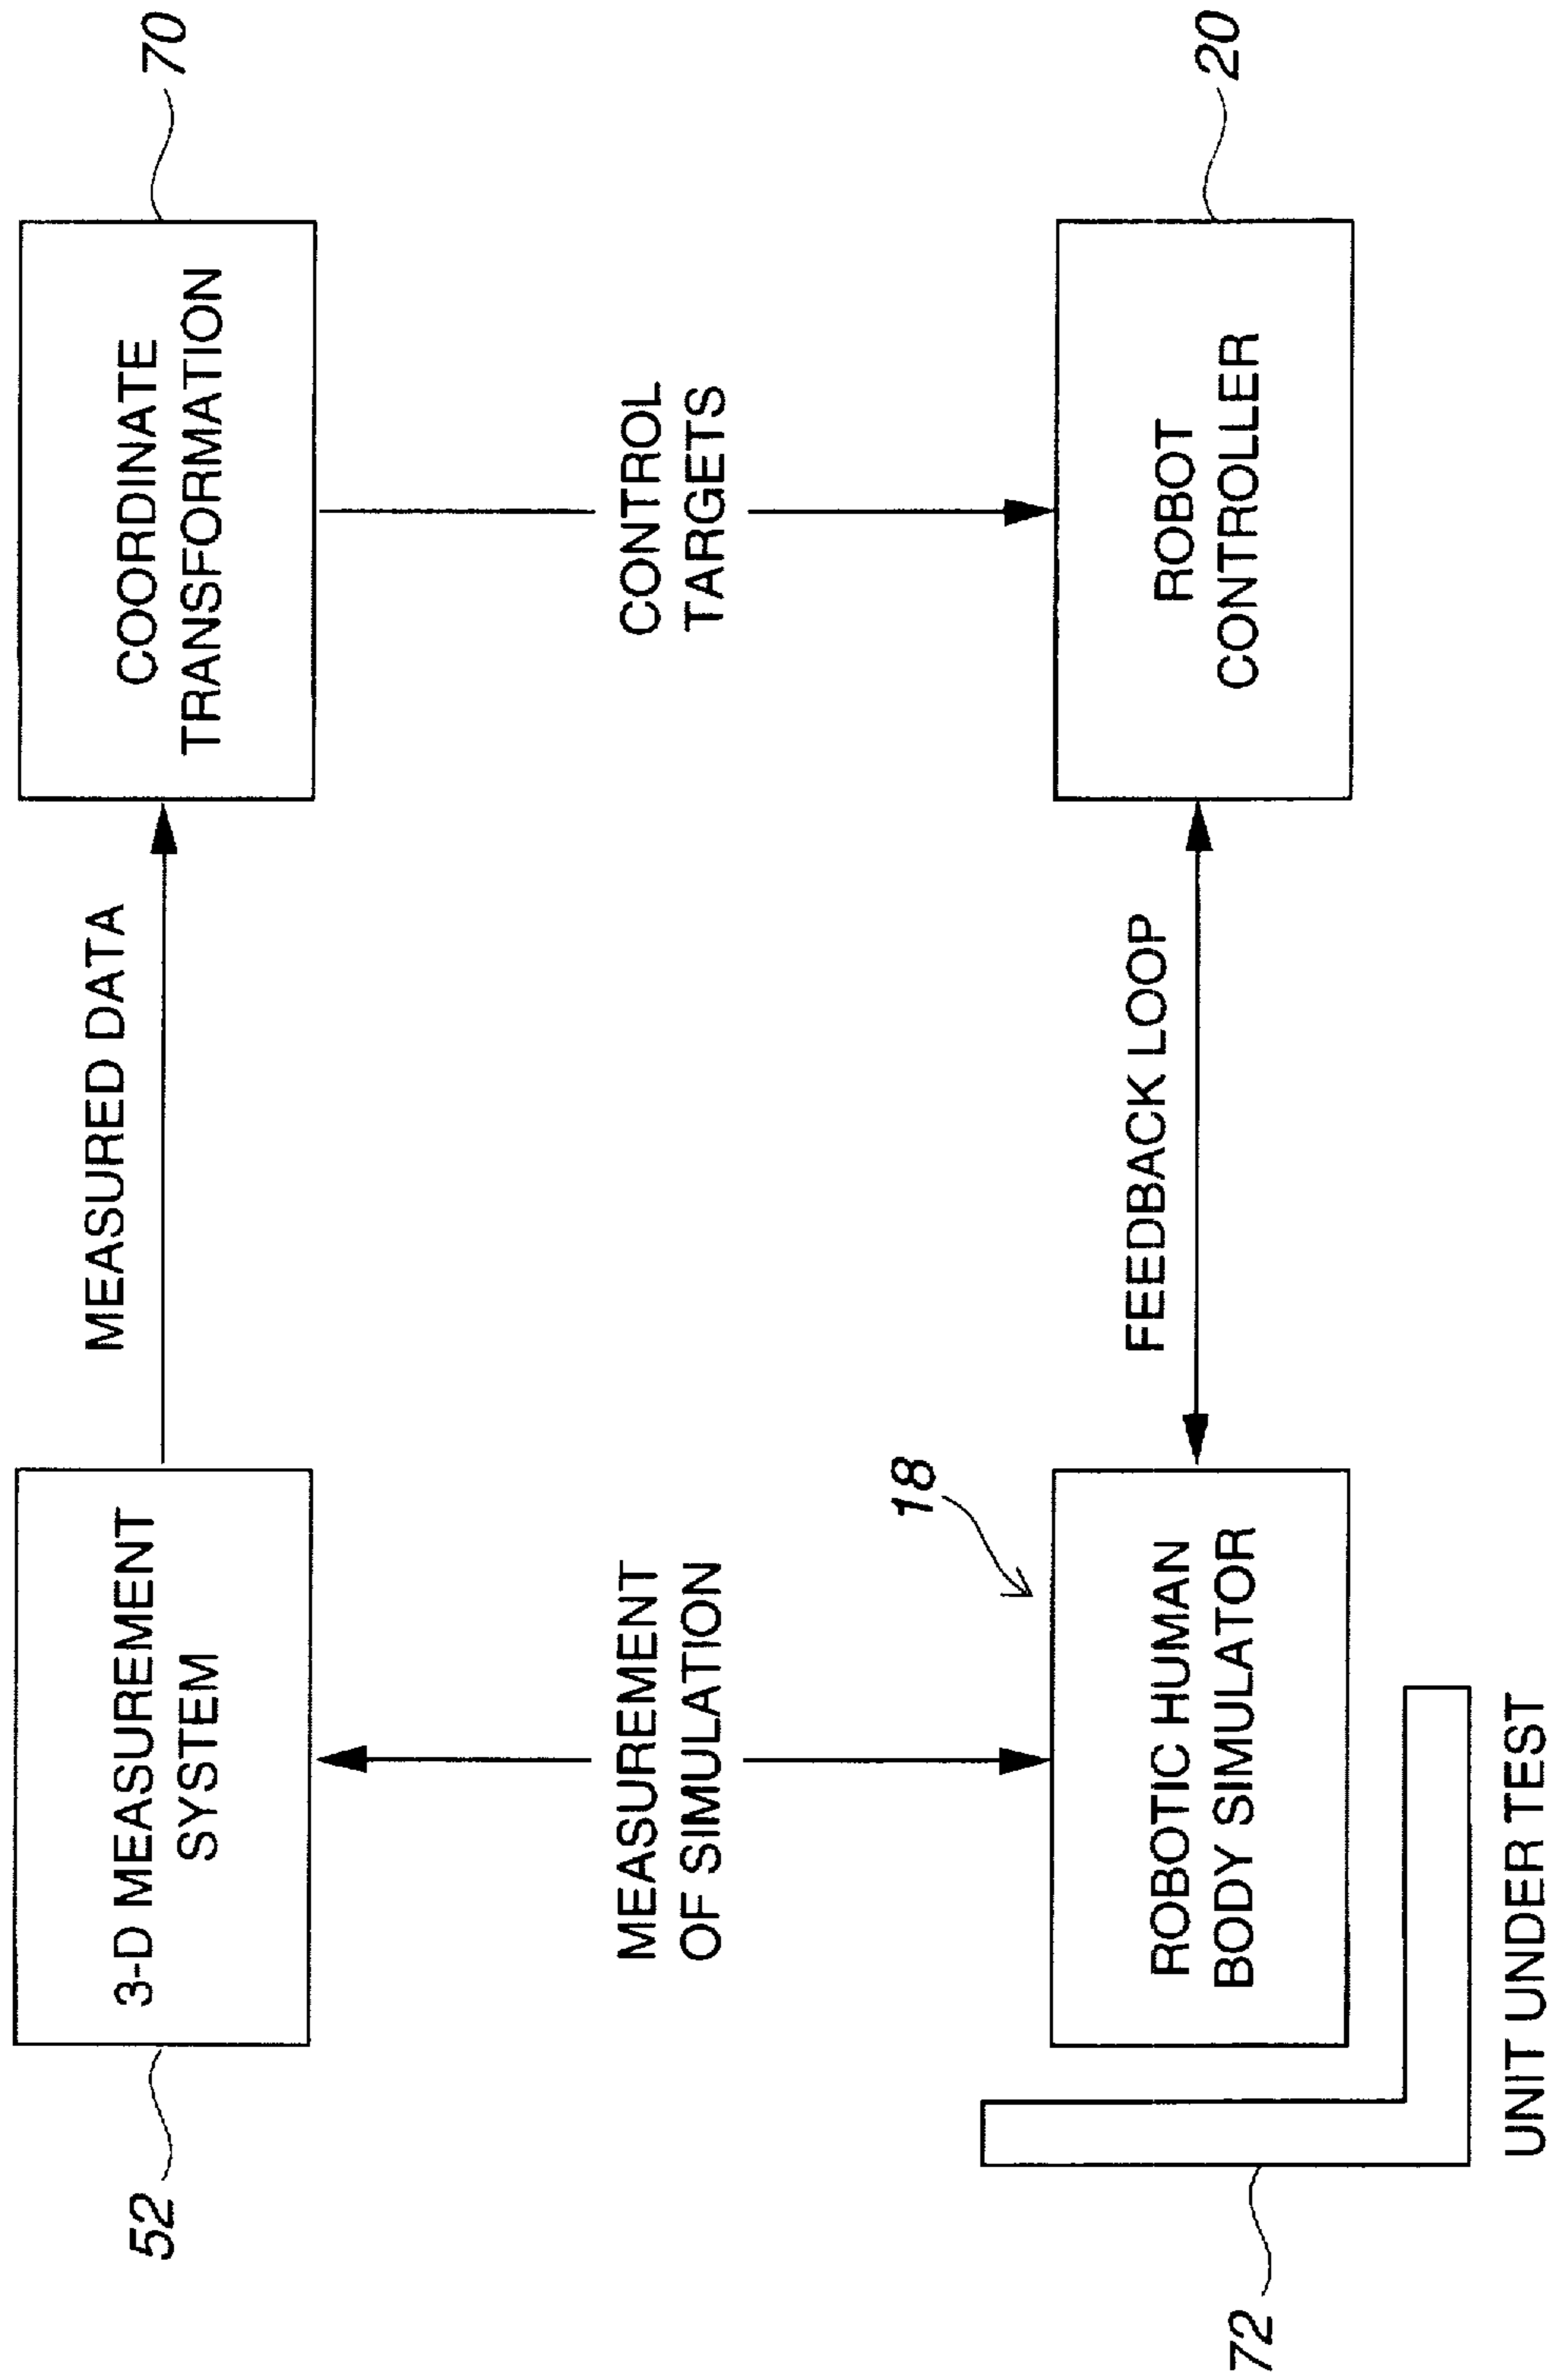 52
3-D MEASUREMENT
SYSTEM
MEASURED DATA
COORDINATE
TRANSFORMATION
70
MEASUREMENT
OF SIMULATION
CONTROL
TARGETS
18
72
ROBOTIC HUMAN
BODY SIMULATOR
FEEDBACK LOOP
ROBOT
CONTROLLER
20
UNIT UNDER TEST